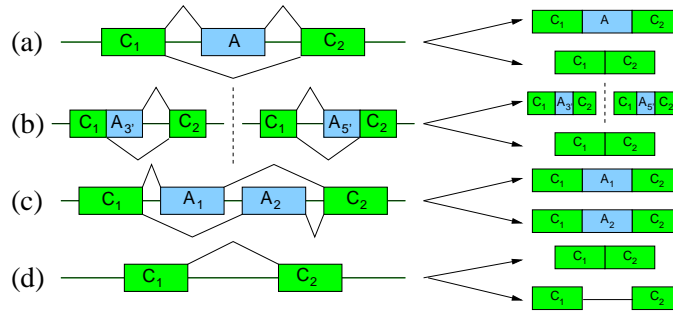 (a) C₁ A C₂ C₁ A C₂
C₁ C₂
(b) C₁ A₃' C₂ C₁ A₅' C₂ C₁ A₃' C₂ C₁ A₅' C₂
C₁ C₂
(c) C₁ A₁ A₂ C₂ C₁ A₁ C₂
C₁ A₂ C₂
(d) C₁ C₂ C₁ C₂
C₁ C₂